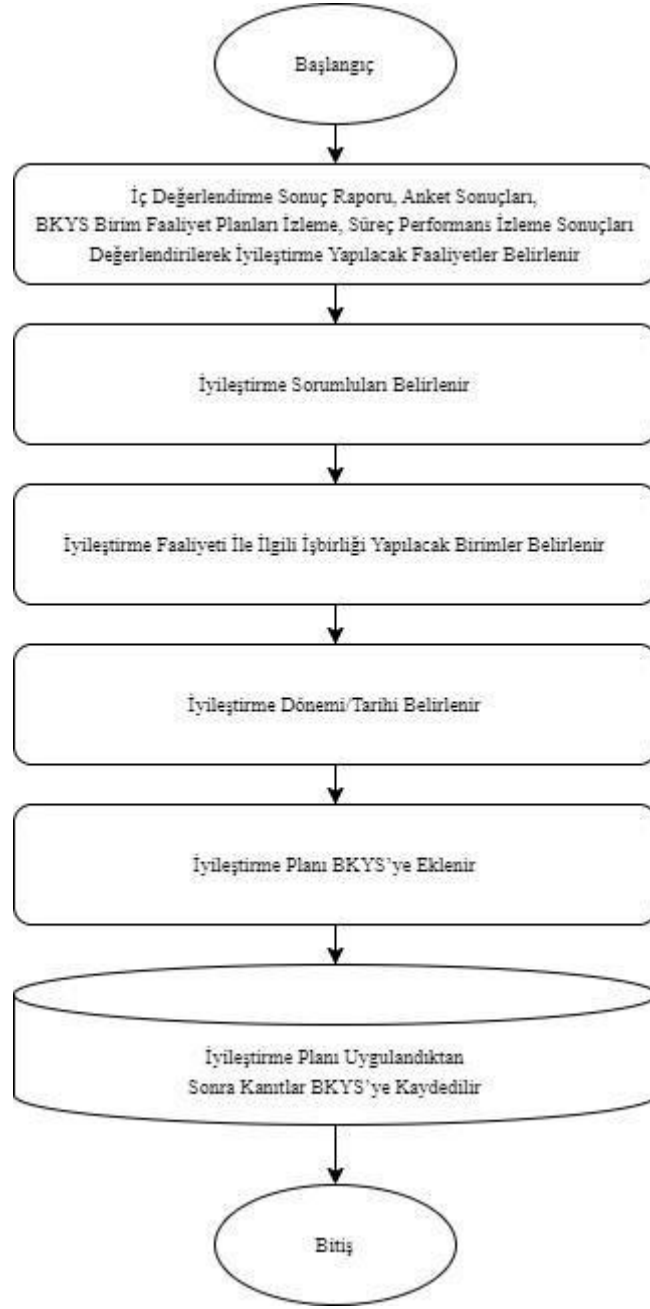 Başlangıç
İç Değerlendirme Sonuç Raporu, Anket Sonuçları,
BKYS Birim Faaliyet Planları İzleme, Süreç Performans İzleme Sonuçları
Değerlendirilerek İyileştirme Yapılacak Faaliyetler Belirlenir
İyileştirme Sorumluları Belirlenir
İyileştirme Faaliyeti İle İlgili İşbirliği Yapılacak Birimler Belirlenir
İyileştirme Dönemi/Tarihi Belirlenir
İyileştirme Planı BKYS’ye Eklenir
İyileştirme Planı Uygulandıktan
Sonra Kanıtlar BKYS’ye Kaydedilir
Bitiş